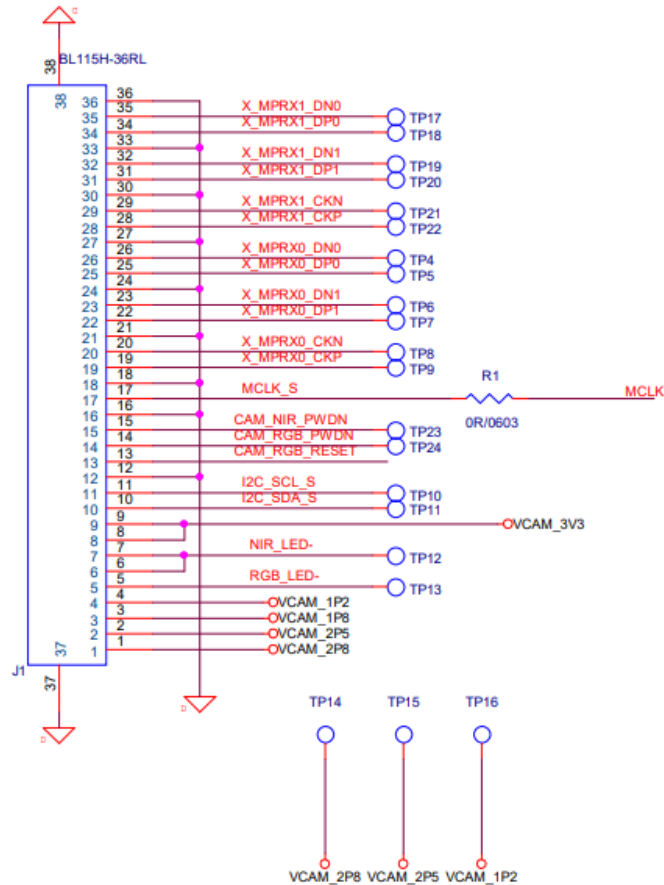 BL115H-36RL
38
38 36 36
35 35 X_MPRX1_DN0 TP17
34 34 X_MPRX1_DP0 TP18
33 33
32 32 X_MPRX1_DN1 TP19
31 31 X_MPRX1_DP1 TP20
30 30
29 29 X_MPRX1_CKN TP21
28 28 X_MPRX1_CKP TP22
27 27
26 26 X_MPRX0_DN0 TP4
25 25 X_MPRX0_DP0 TP5
24 24
23 23 X_MPRX0_DN1 TP6
22 22 X_MPRX0_DP1 TP7
21 21
20 20 X_MPRX0_CKN TP8
19 19 X_MPRX0_CKP TP9
18 18
17 17 MCLK_S R1 0R/0603 MCLK
16 16
15 15 CAM_NIR_PWDN TP23
14 14 CAM_RGB_PWDN TP24
13 13 CAM_RGB_RESET
12 12
11 11 I2C_SCL_S TP10
10 10 I2C_SDA_S TP11
9 9 VCAM_3V3
8 8
7 7 NIR_LED- TP12
6 6
5 5 RGB_LED- TP13
4 4 VCAM_1P2
3 3 VCAM_1P8
2 2 VCAM_2P5
37 1 1 VCAM_2P8
J1
37
TP14 TP15 TP16
VCAM_2P8 VCAM_2P5 VCAM_1P2